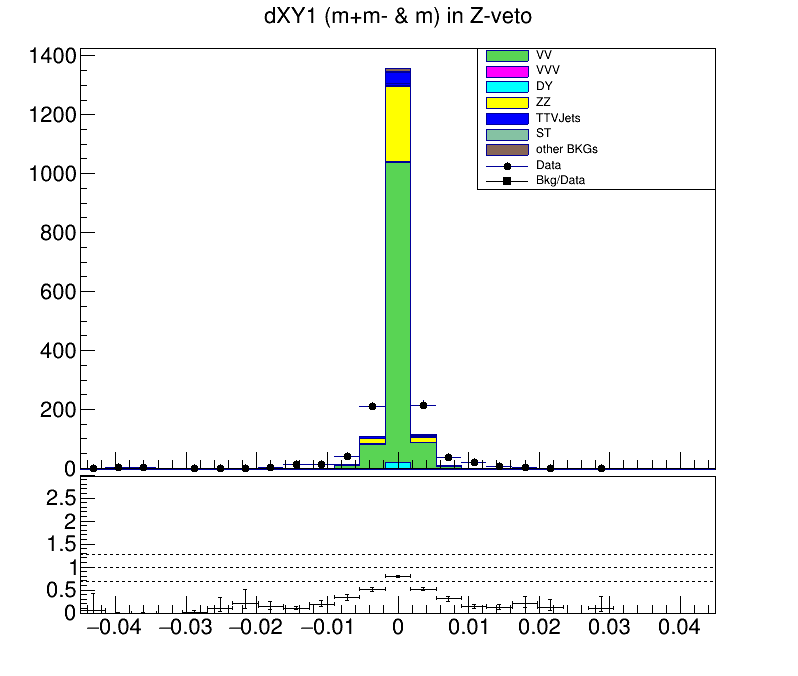 dXY1 (m+m- & m) in Z-veto
1400
1200
1000
800
600
400
200
0
VV
VVV
DY
ZZ
TTVJets
ST
other BKGs
Data
Bkg/Data
2.5
2
1.5
1
0.5
0
−0.04 −0.03 −0.02 −0.01 0 0.01 0.02 0.03 0.04